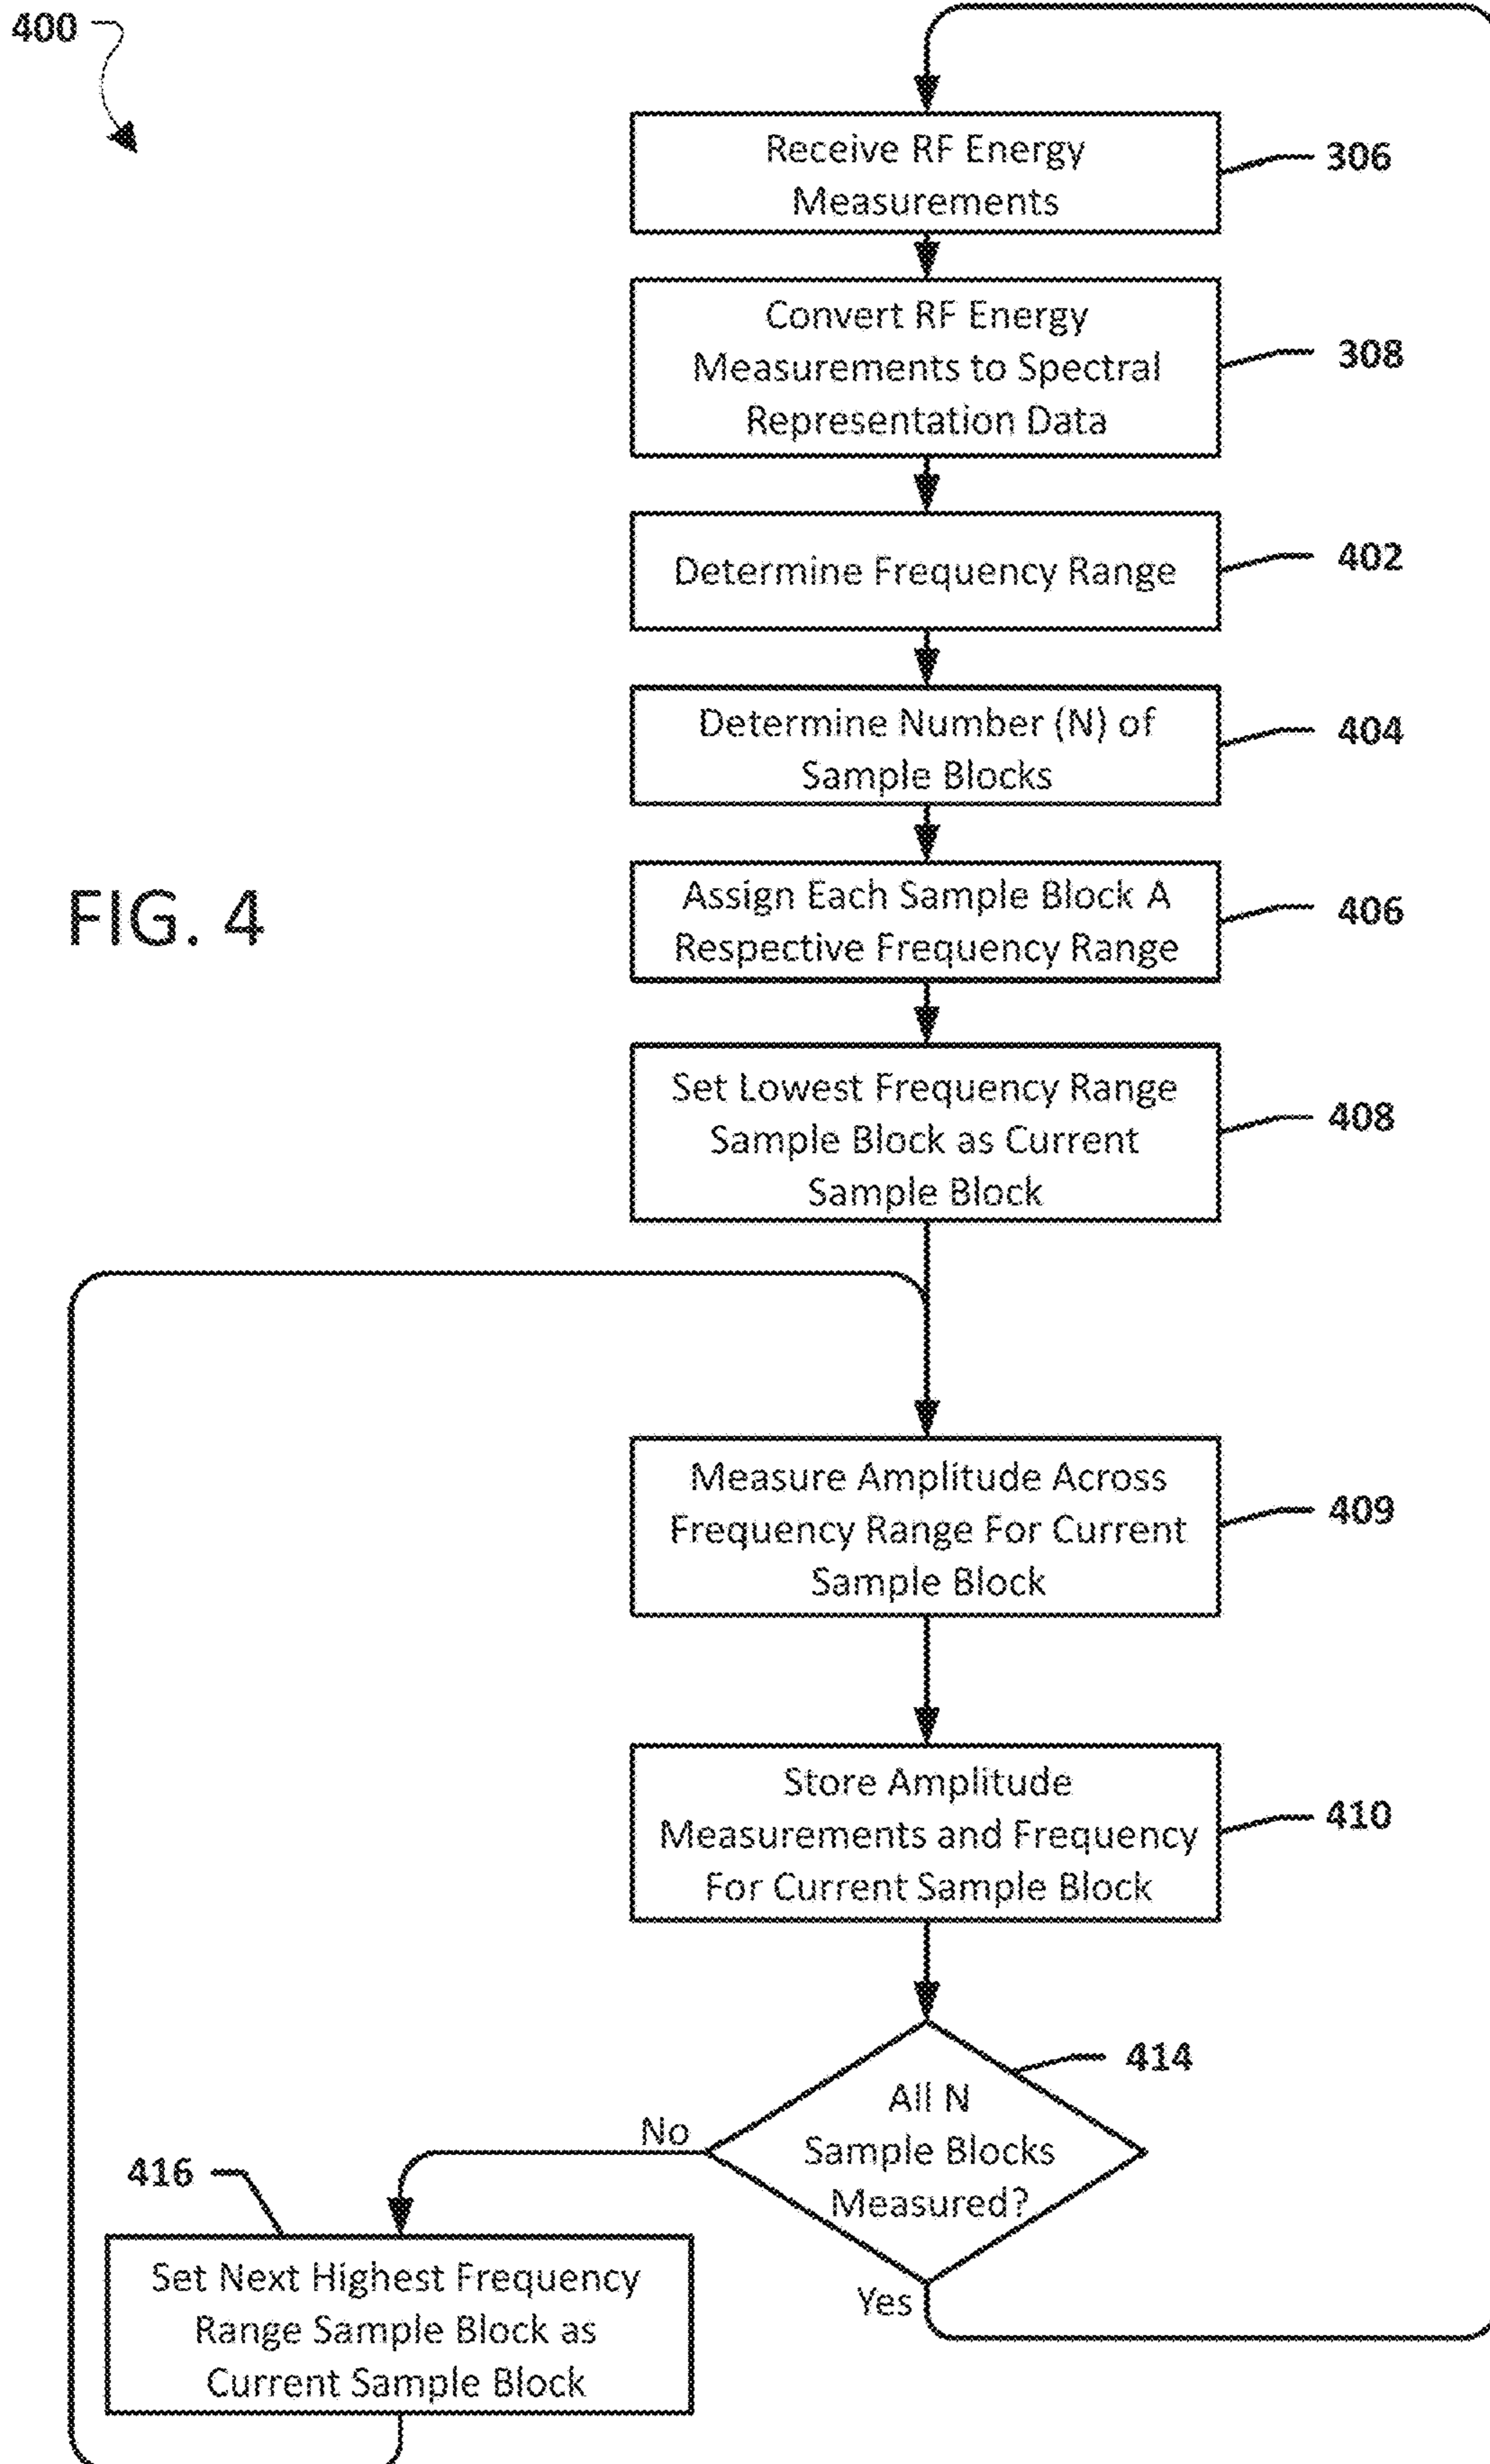 400
Receive RF Energy
Measurements
306
Convert RF Energy
Measurements to Spectral
Representation Data
308
Determine Frequency Range
402
Determine Number (N) of
Sample Blocks
404
FIG. 4
Assign Each Sample Block A
Respective Frequency Range
406
Set Lowest Frequency Range
Sample Block as Current
Sample Block
408
Measure Amplitude Across
Frequency Range For Current
Sample Block
409
Store Amplitude
Measurements and Frequency
For Current Sample Block
410
414
All N
Sample Blocks
Measured?
No
Yes
416
Set Next Highest Frequency
Range Sample Block as
Current Sample Block